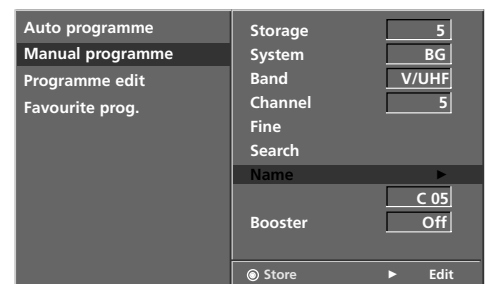 Auto programme
Manual programme
Programme edit
Favourite prog.
Storage 5
System BG
Band V/UHF
Channel 5
Fine
Search
Name ►
C 05
Booster Off
◉ Store ► Edit